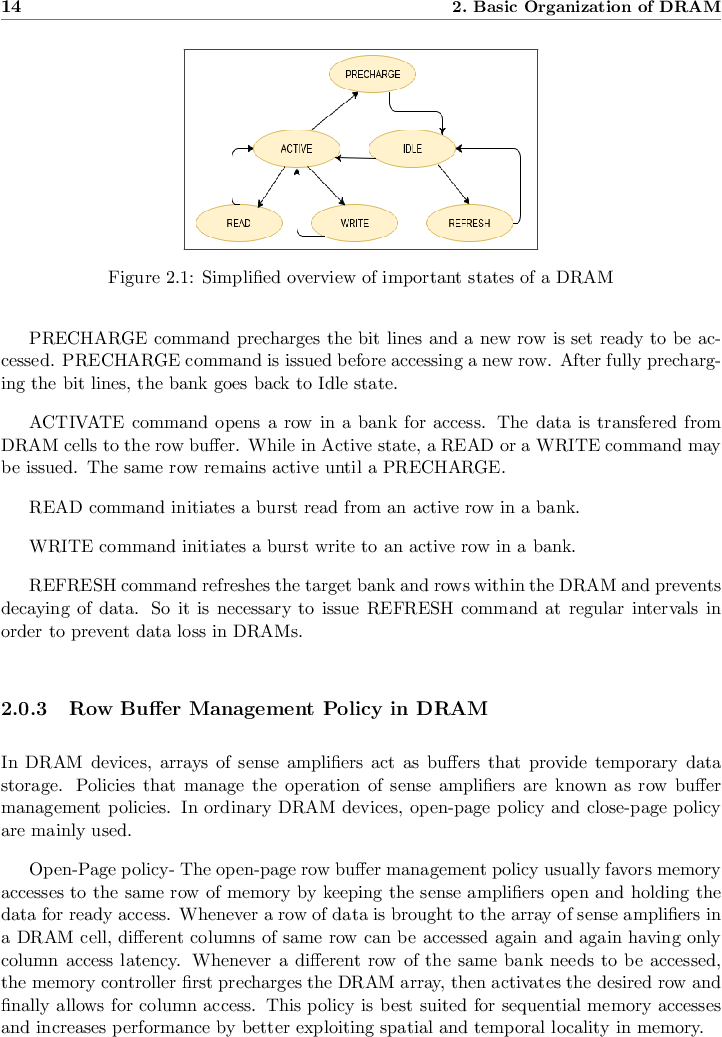 14
2. Basic Organization of DRAM
PRECHARGE
ACTIVE
IDLE
READ
WRITE
REFRESH
Figure 2.1: Simplified overview of important states of a DRAM
PRECHARGE command precharges the bit lines and a new row is set ready to be ac-
cessed. PRECHARGE command is issued before accessing a new row. After fully precharg-
ing the bit lines, the bank goes back to Idle state.
ACTIVATE command opens a row in a bank for access. The data is transfered from
DRAM cells to the row buffer. While in Active state, a READ or a WRITE command may
be issued. The same row remains active until a PRECHARGE.
READ command initiates a burst read from an active row in a bank.
WRITE command initiates a burst write to an active row in a bank.
REFRESH command refreshes the target bank and rows within the DRAM and prevents
decaying of data. So it is necessary to issue REFRESH command at regular intervals in
order to prevent data loss in DRAMs.
2.0.3 Row Buffer Management Policy in DRAM
In DRAM devices, arrays of sense amplifiers act as buffers that provide temporary data
storage. Policies that manage the operation of sense amplifiers are known as row buffer
management policies. In ordinary DRAM devices, open-page policy and close-page policy
are mainly used.
Open-Page policy- The open-page row buffer management policy usually favors memory
accesses to the same row of memory by keeping the sense amplifiers open and holding the
data for ready access. Whenever a row of data is brought to the array of sense amplifiers in
a DRAM cell, different columns of same row can be accessed again and again having only
column access latency. Whenever a different row of the same bank needs to be accessed,
the memory controller first precharges the DRAM array, then activates the desired row and
finally allows for column access. This policy is best suited for sequential memory accesses
and increases performance by better exploiting spatial and temporal locality in memory.